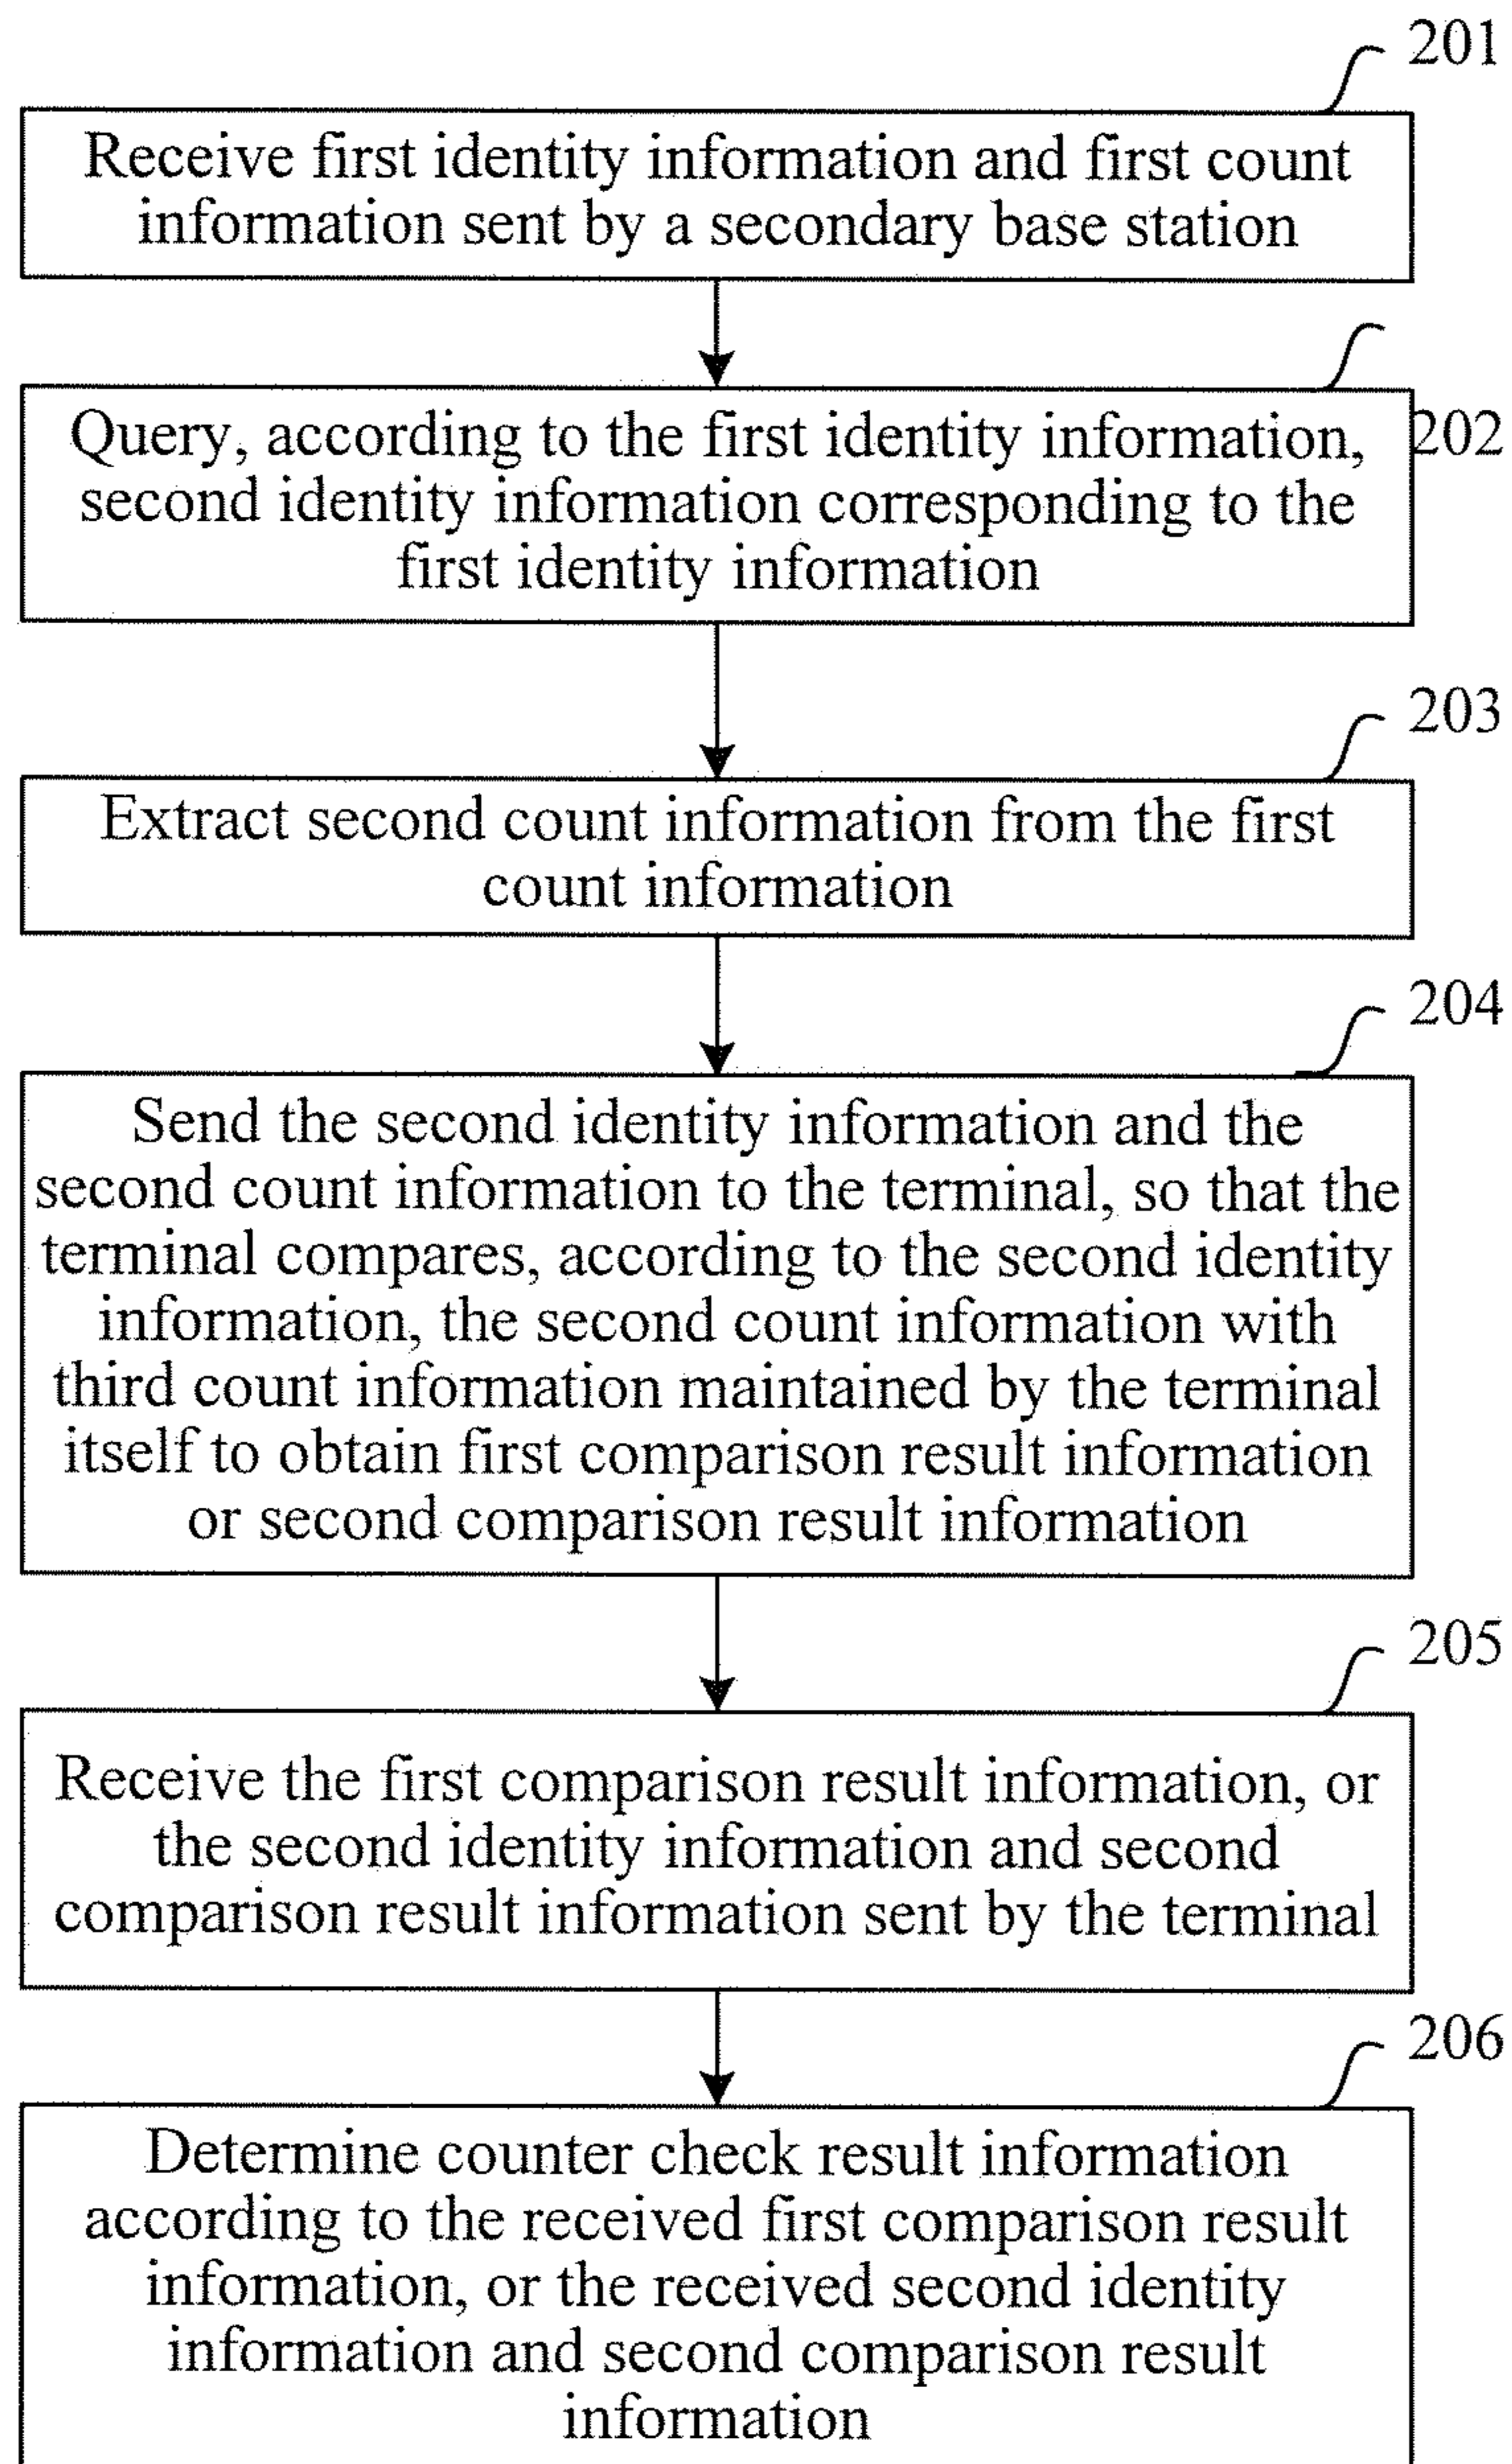 201
Receive first identity information and first count
information sent by a secondary base station
202
Query, according to the first identity information,
second identity information corresponding to the
first identity information
203
Extract second count information from the first
count information
204
Send the second identity information and the
second count information to the terminal, so that the
terminal compares, according to the second identity
information, the second count information with
third count information maintained by the terminal
itself to obtain first comparison result information
or second comparison result information
205
Receive the first comparison result information, or
the second identity information and second
comparison result information sent by the terminal
206
Determine counter check result information
according to the received first comparison result
information, or the received second identity
information and second comparison result
information